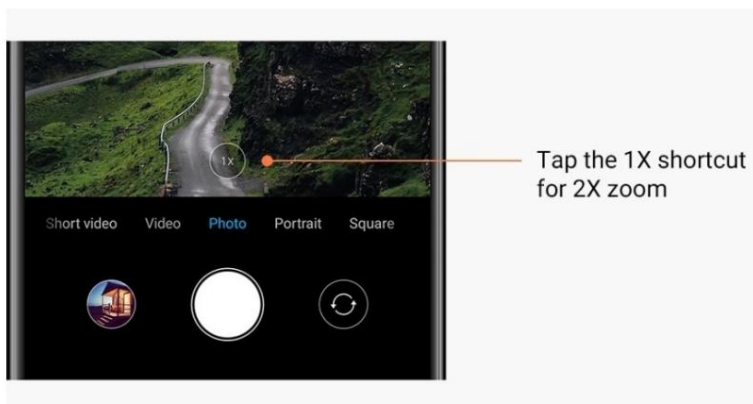 1X
Tap the 1X shortcut
for 2X zoom
Short video Video Photo Portrait Square